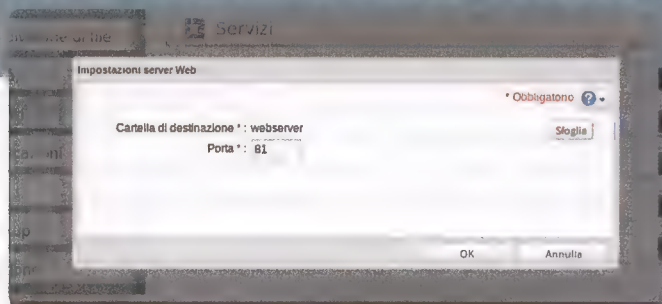 Servizi
Impostazioni server Web
* Obbligatorio
Cartella di destinazione * : webserver
Sfoglia
Porta * : 81
OK
Annulla